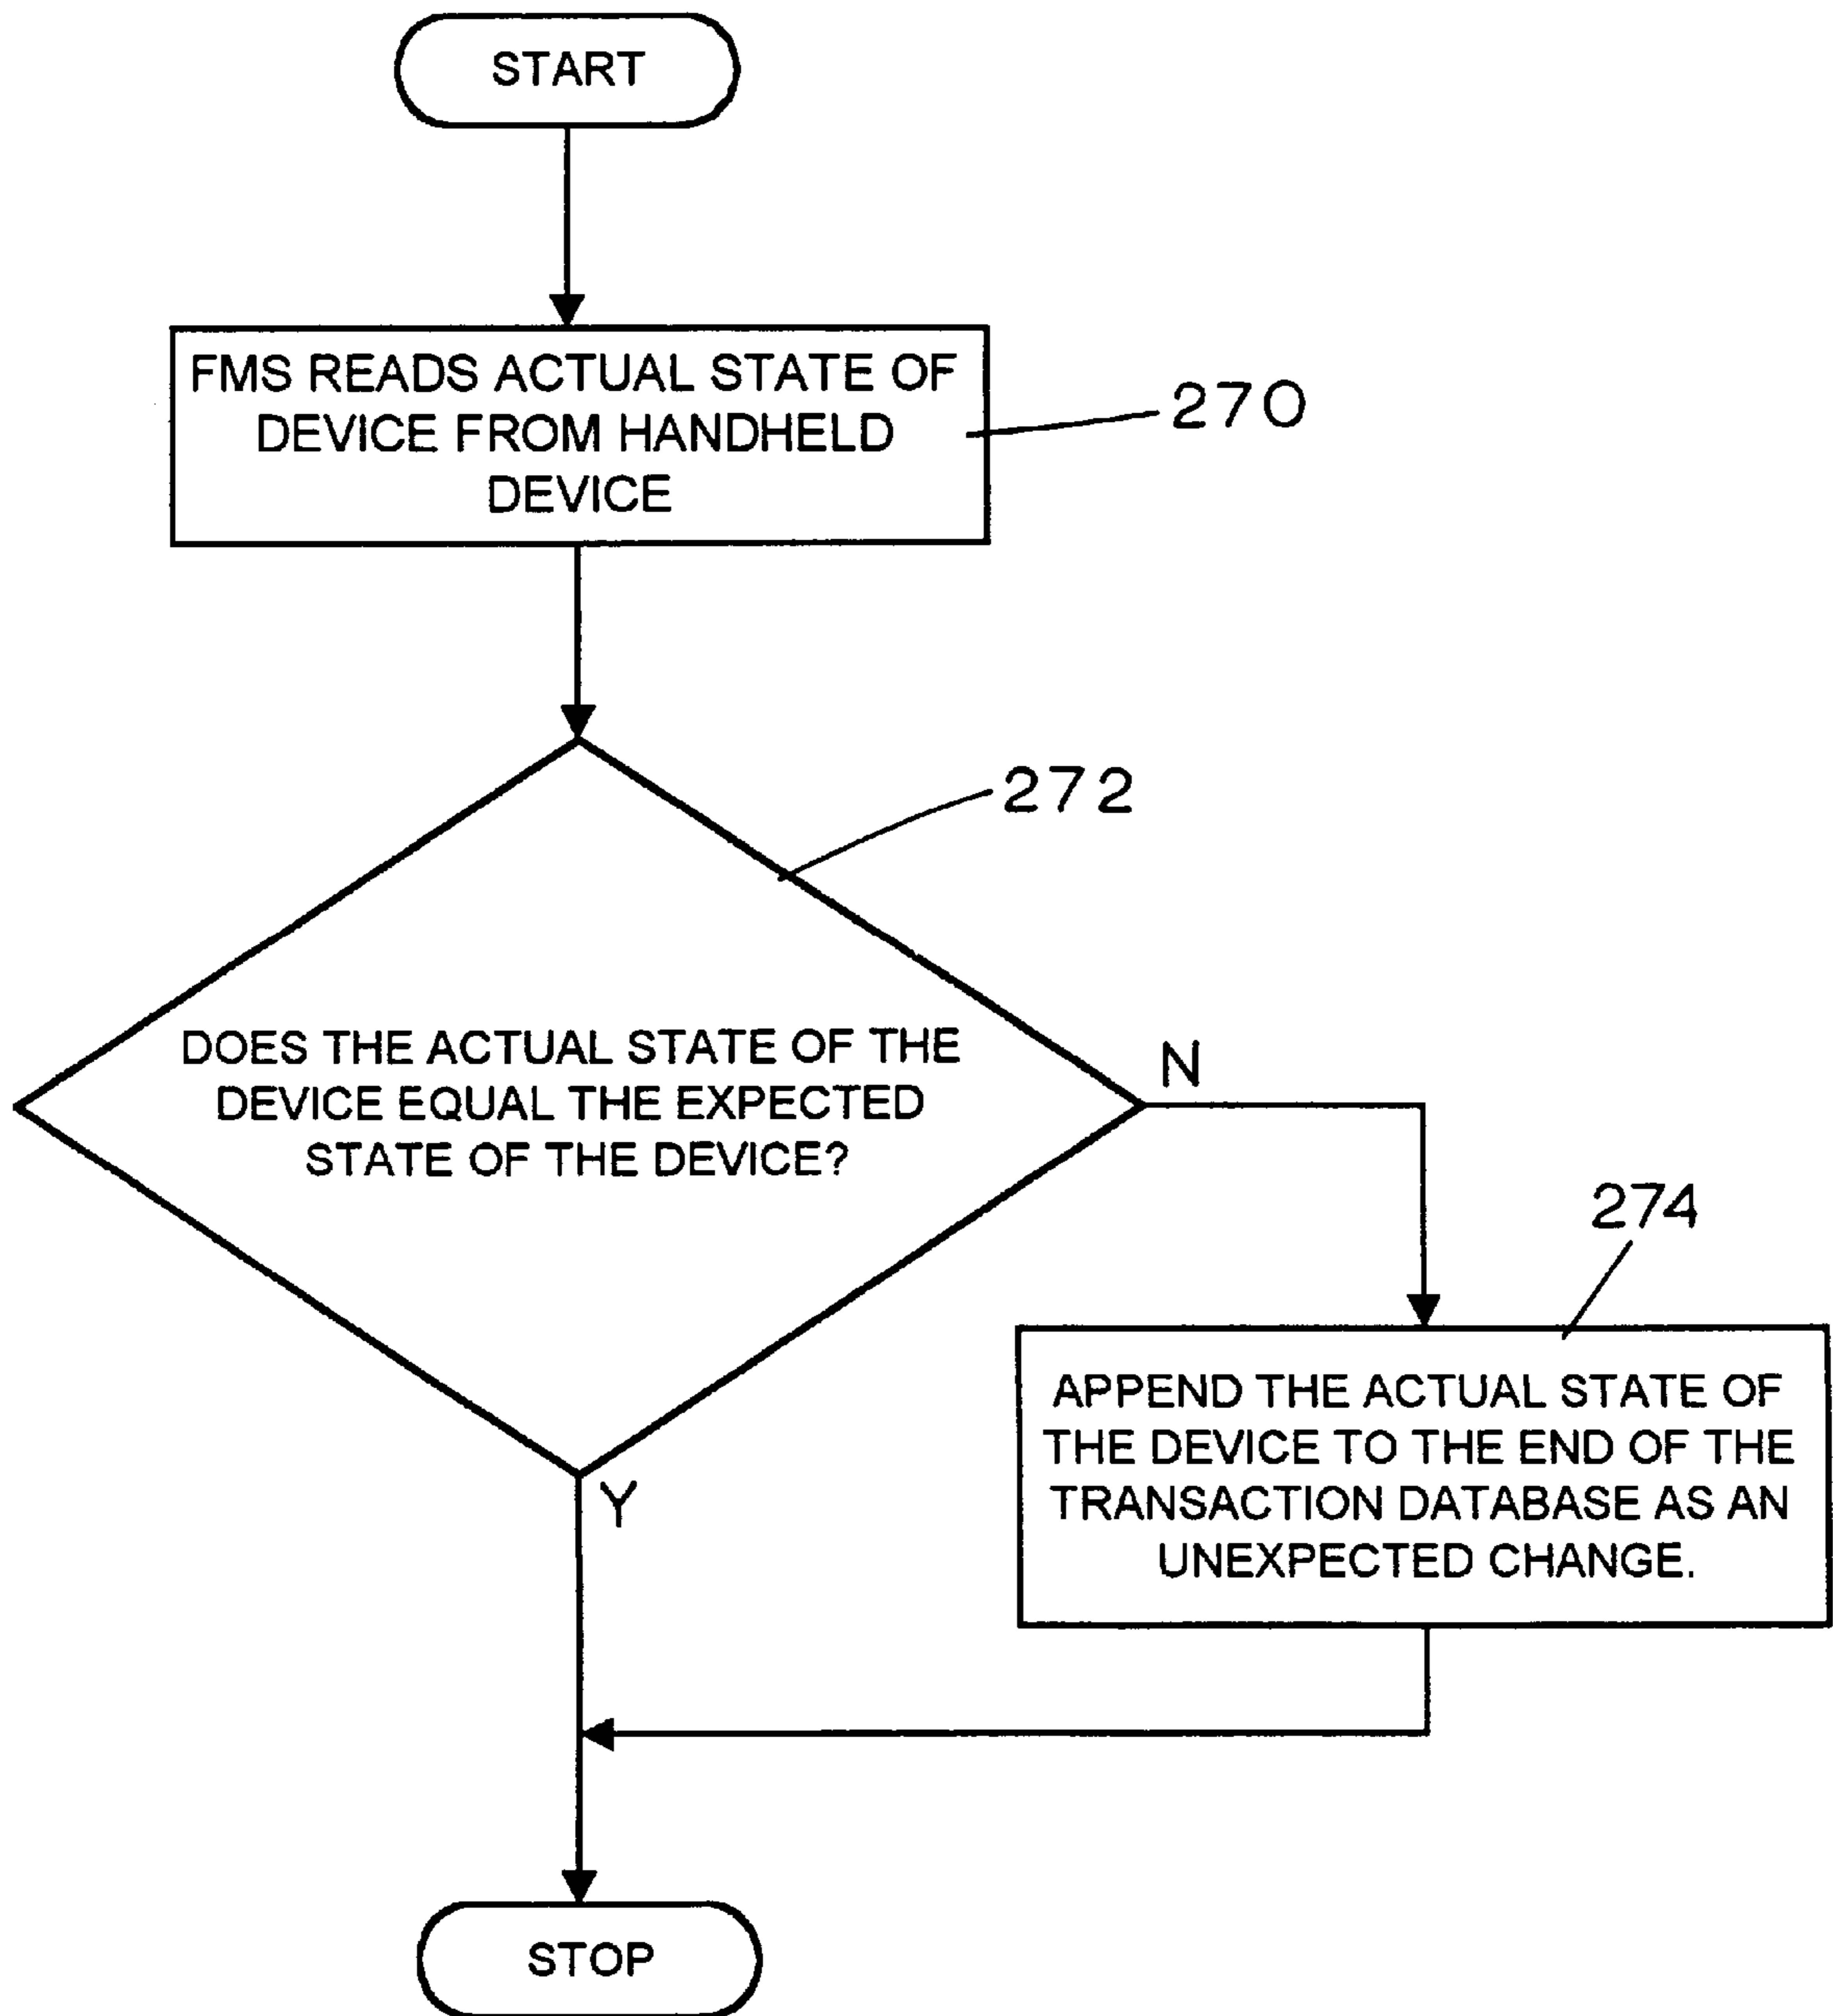 START
FMS READS ACTUAL STATE OF
DEVICE FROM HANDHELD
DEVICE
270
272
DOES THE ACTUAL STATE OF THE
DEVICE EQUAL THE EXPECTED
STATE OF THE DEVICE?
N
274
APPEND THE ACTUAL STATE OF
THE DEVICE TO THE END OF THE
TRANSACTION DATABASE AS AN
UNEXPECTED CHANGE.
Y
STOP